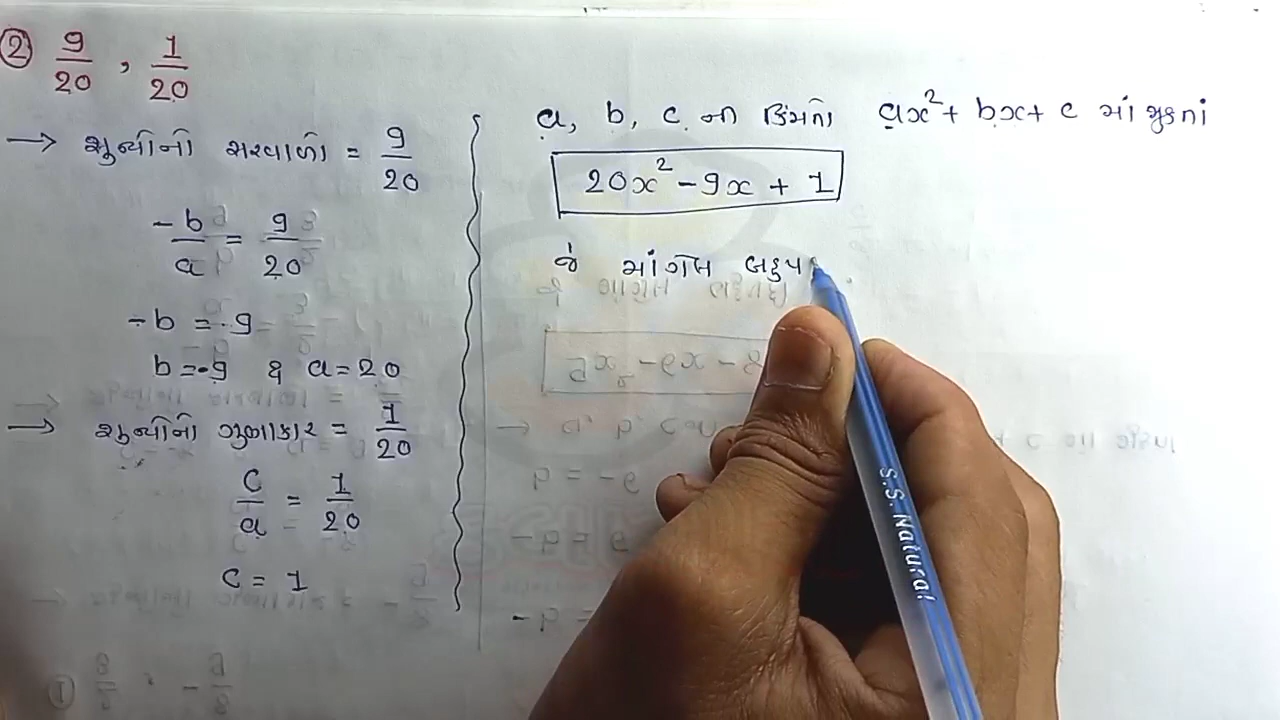 ② 9/20 , 1/20
→ શૂન્યોનો સરવાળો = 9/20
-b/a = 9/20
-b = 9
b = -9 & a = 20
→ શૂન્યોનો ગુણાકાર = 1/20
c/a = 1/20
c = 1
a, b, c ની કિંમતો ax² + bx + c માં મુકતાં
20x² - 9x + 1
જે માંગેલ બહુપ
S.S. Natural